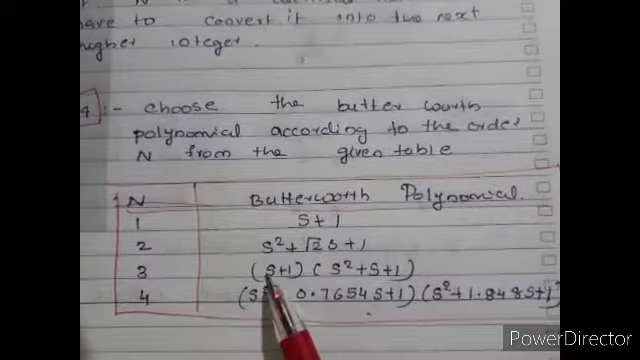 have to convert it into the next
higher integer.
4 :- choose the butter worth
polynomial according to the order
N from the given table
N Butterworth Polynomial.
1 S+1
2 S²+√2 S+1
3 (S+1) (S²+S+1)
4 (S² 0.7654S+1) (S²+1.848S+1)
PowerDirector